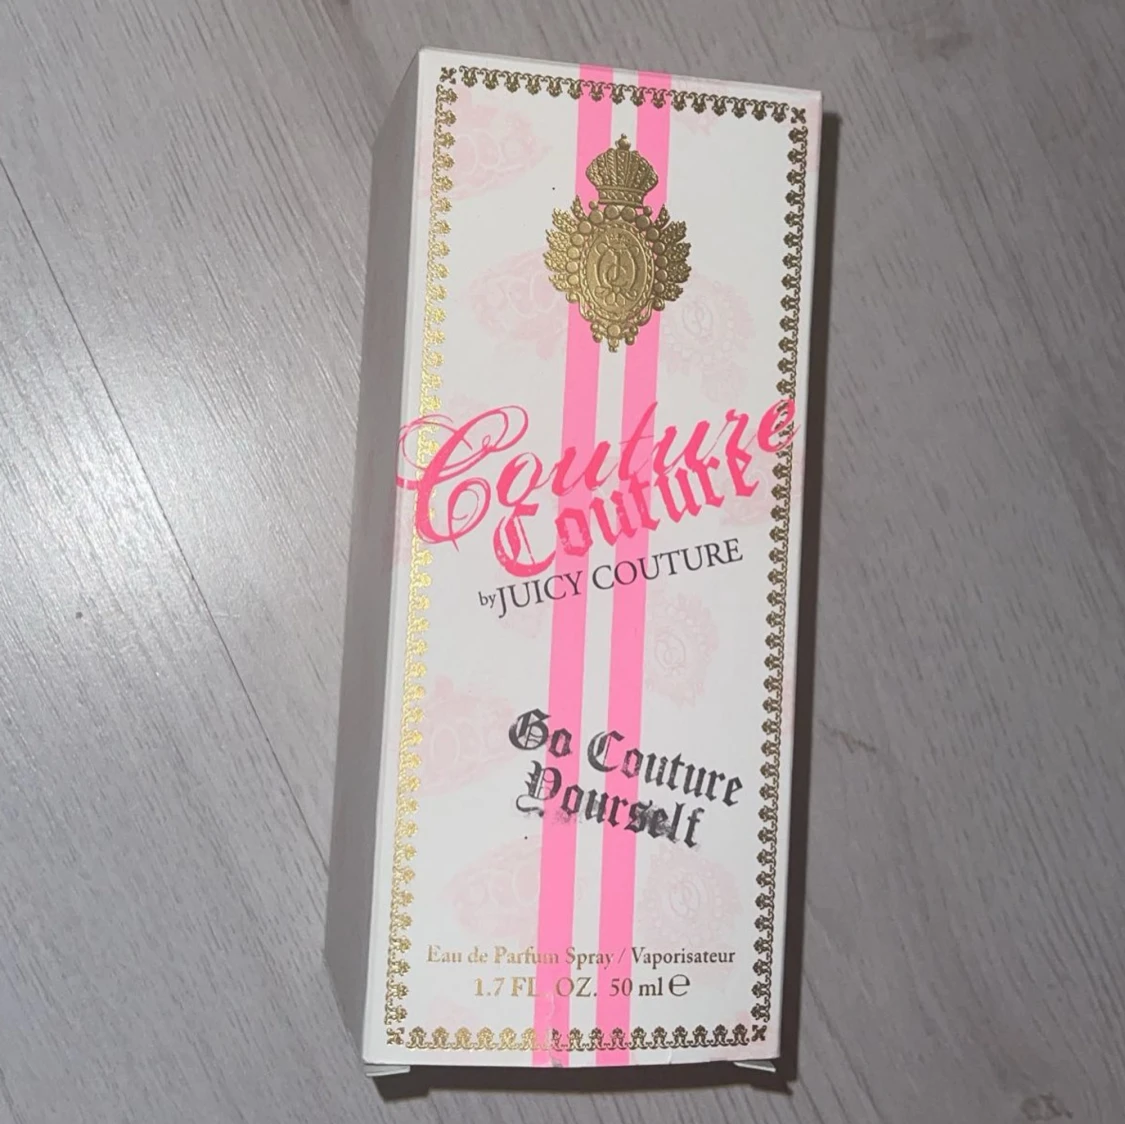 Couture
Couture
by JUICY COUTURE
Go Couture
Yourself
Eau de Parfum Spray / Vaporisateur
1.7 FL. OZ. 50 ml ℮